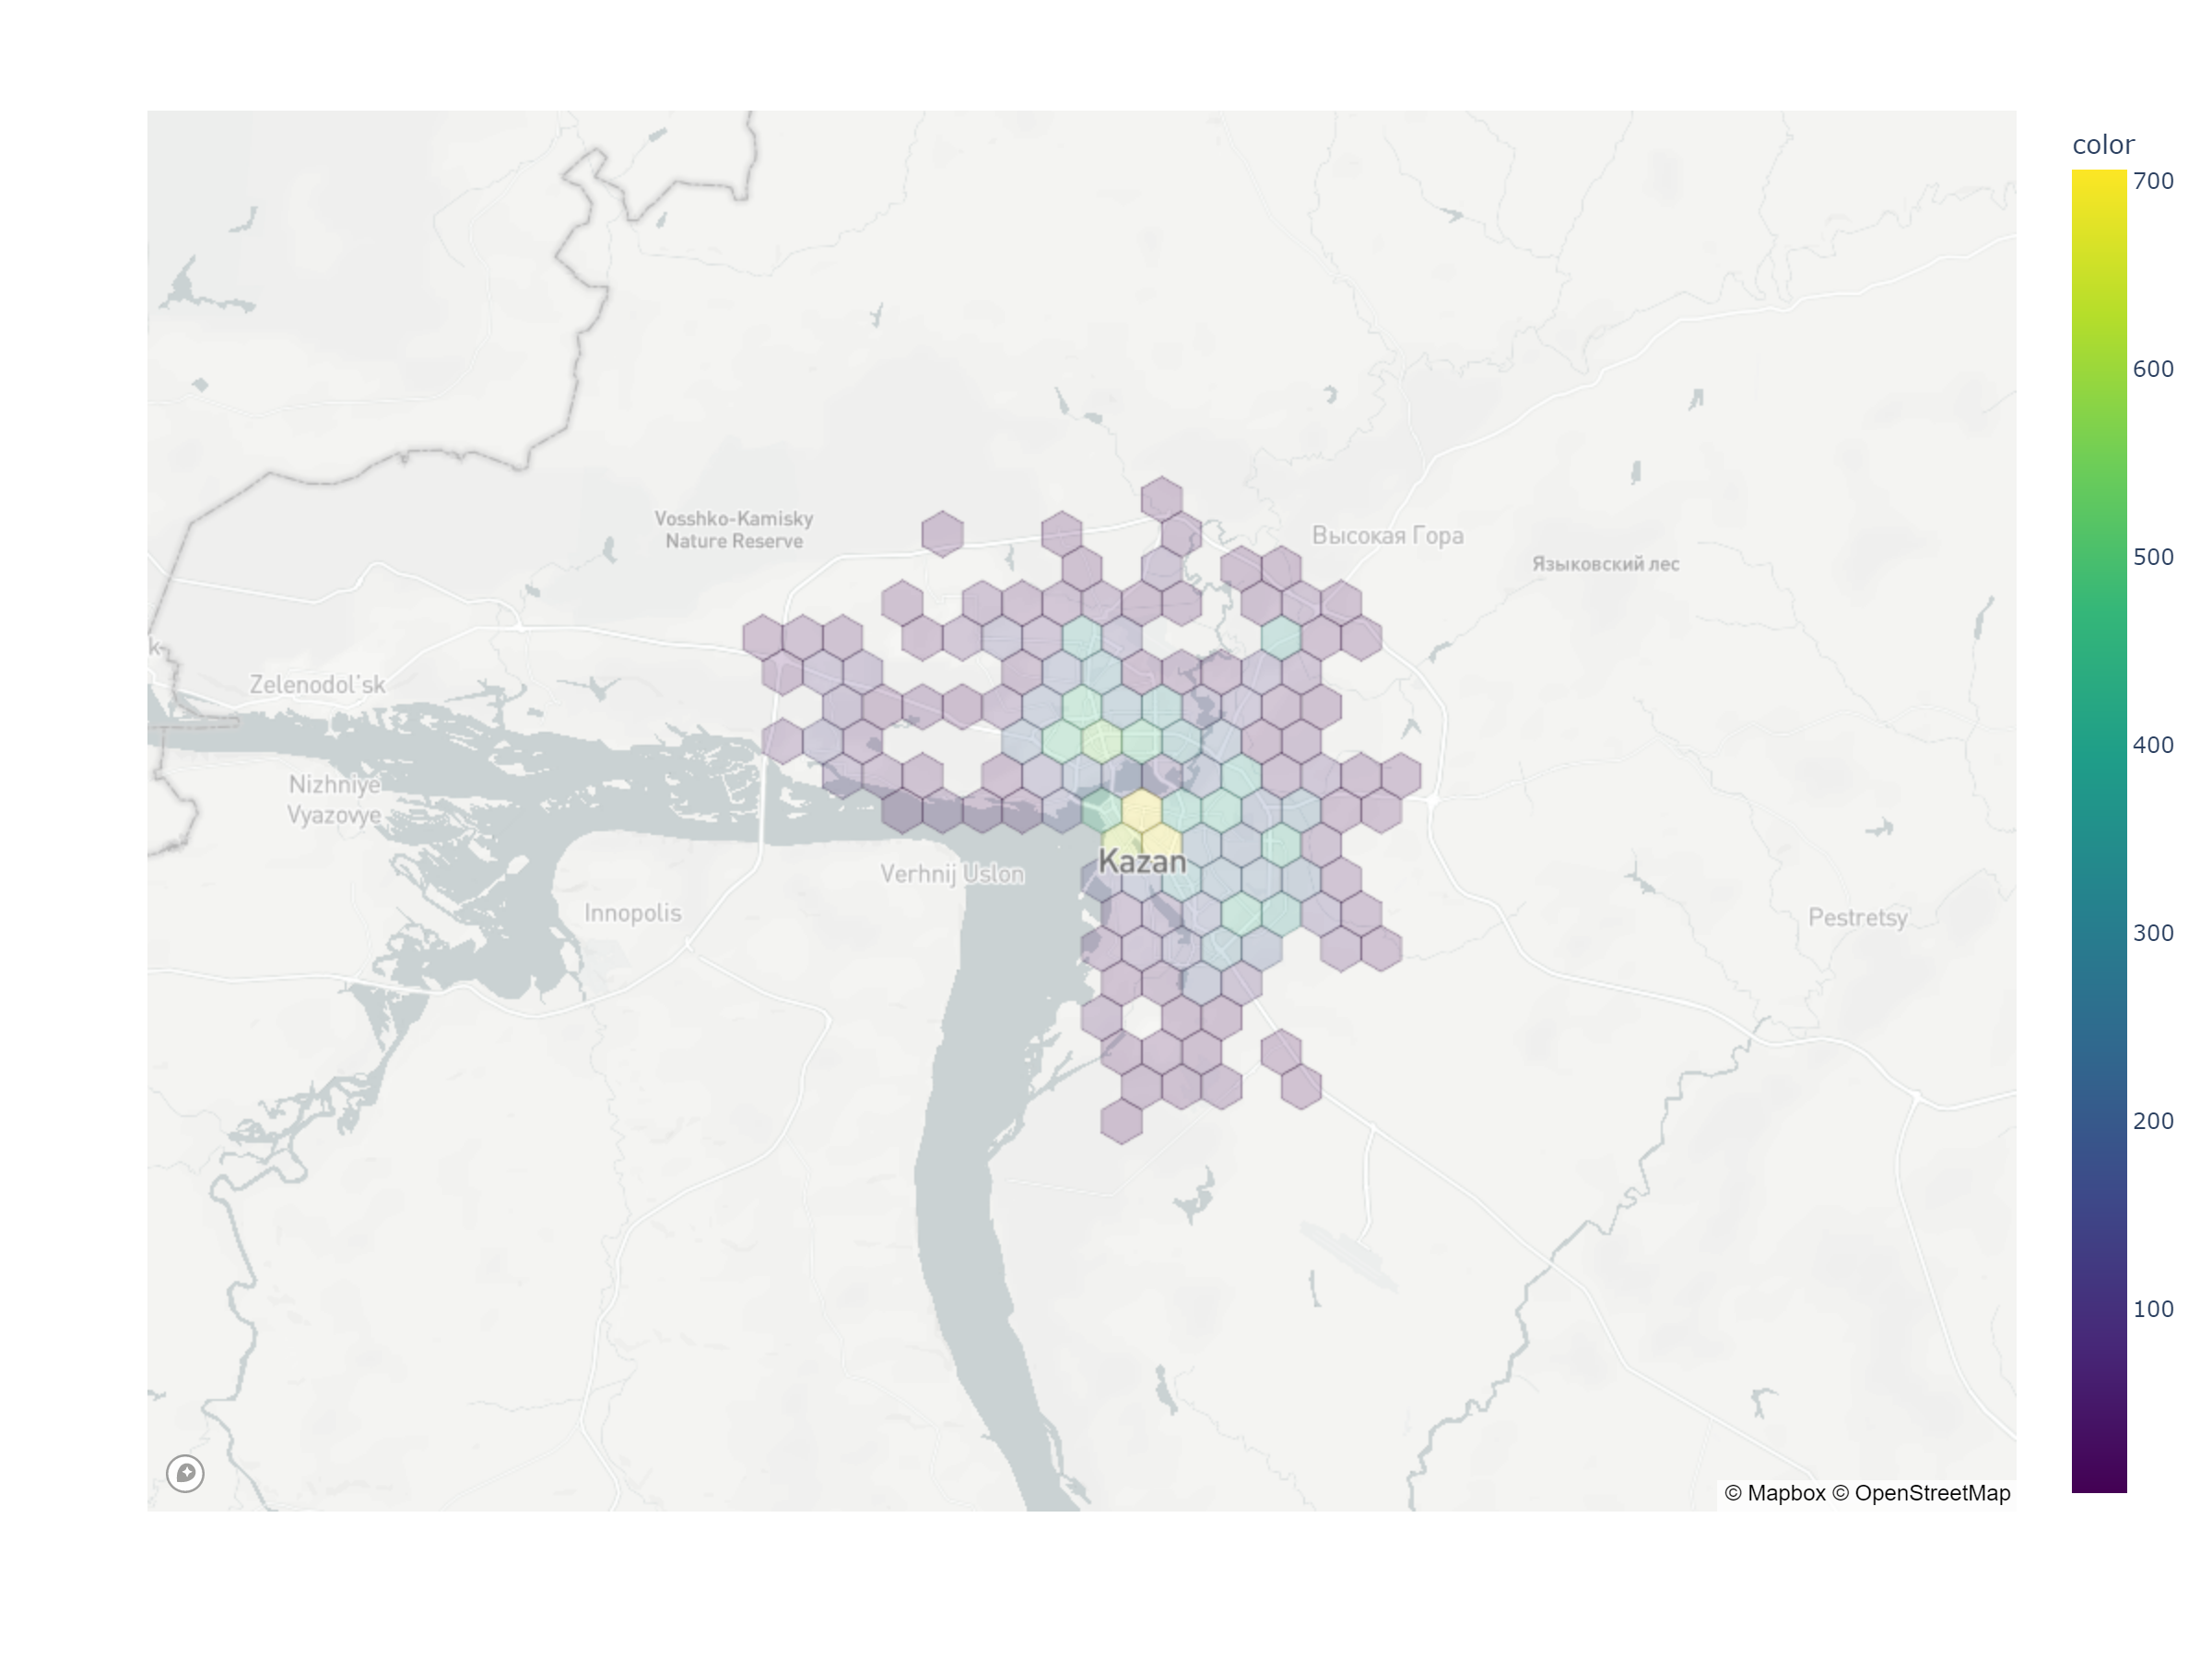 color
700
600
500
400
300
200
100
Vosshko-Kamisky
Nature Reserve
Высокая Гора
Языковский лес
k-
Zelenodol'sk
Nizhniye
Vyazovye
Kazan
Verhnij Uslon
Innopolis
Pestretsy
© Mapbox © OpenStreetMap